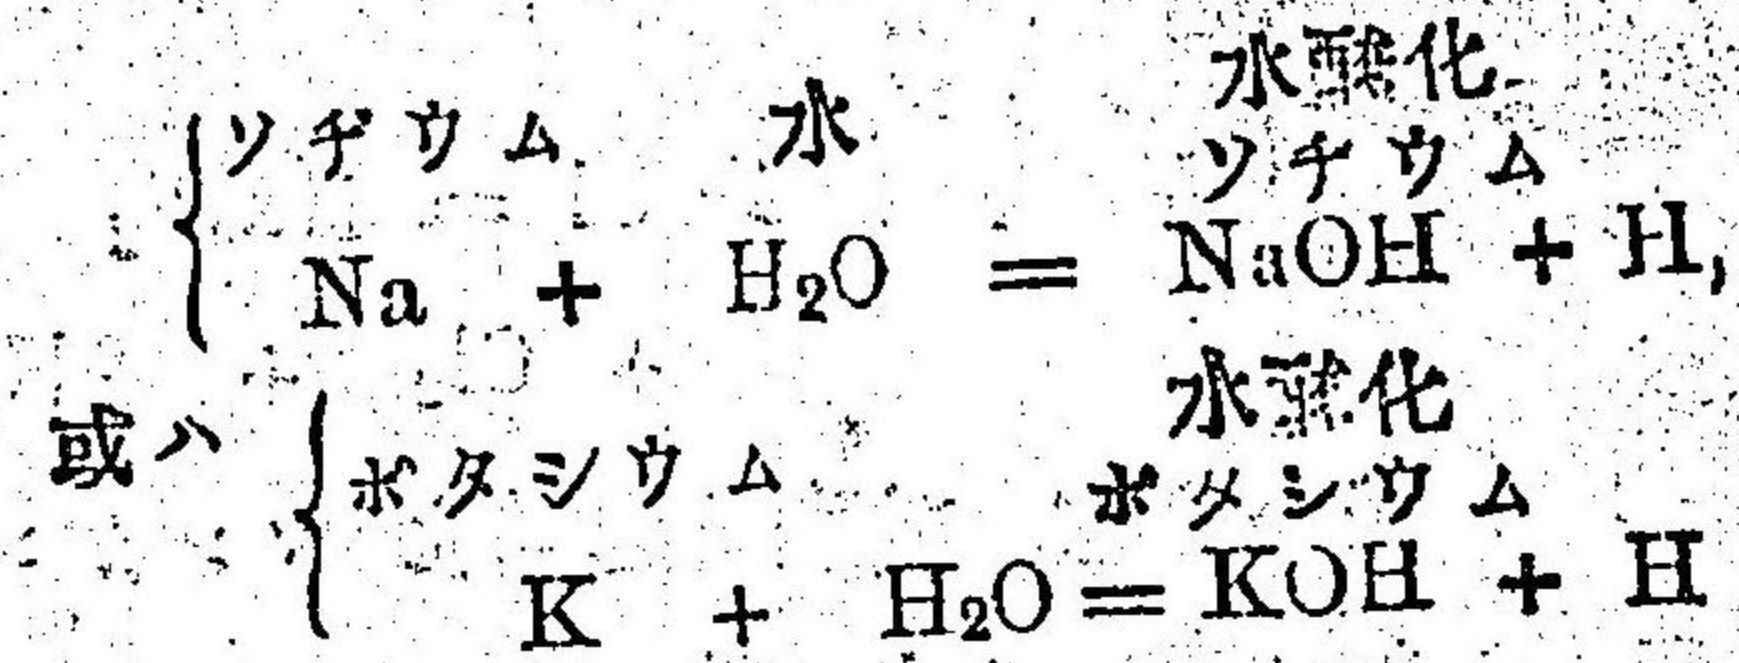 水酸化
ソヂウム 水 ソチウム
Na + H₂O = NaOH + H,
水酸化
或ハ ポタシウム ポタシウム
K + H₂O = KOH + H